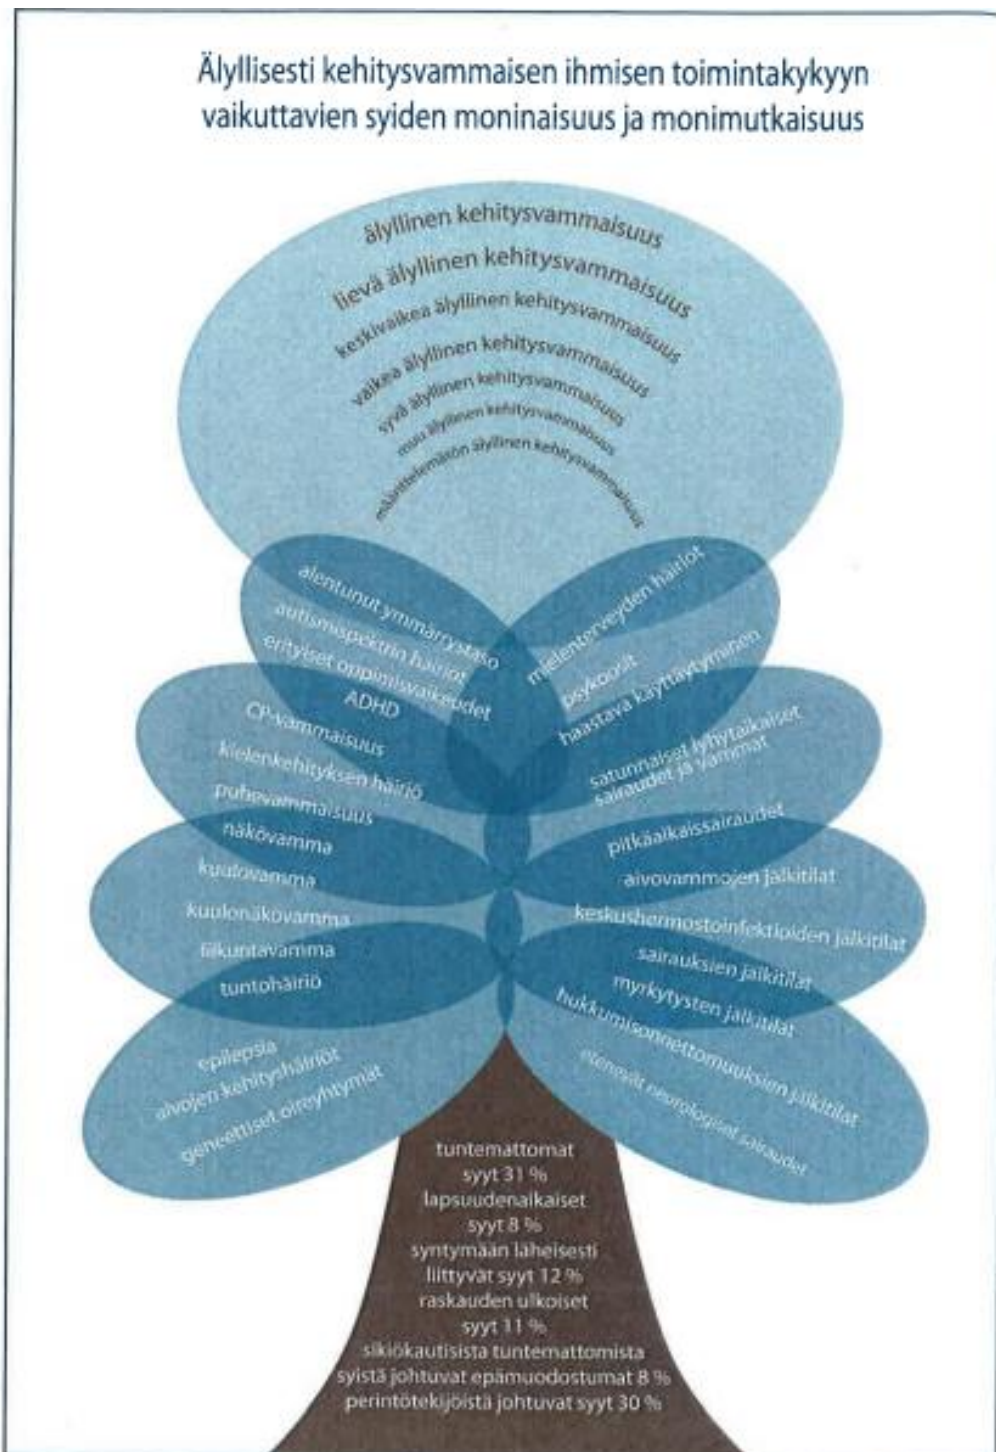 Älyllisesti kehitysvammaisen ihmisen toimintakykyyn
vaikuttavien syiden moninaisuus ja monimutkaisuus
älyllinen kehitysvammaisuus
lievä älyllinen kehitysvammaisuus
keskivaikea älyllinen kehitysvammaisuus
vaikea älyllinen kehitysvammaisuus
syvä älyllinen kehitysvammaisuus
muu älyllinen kehitysvammaisuus
määrittelemätön älyllinen kehitysvammaisuus
alentunut ymmärrystaso
autismispektrin häiriöt
erityiset oppimisvaikeudet
ADHD
CP-vammaisuus
kielenkehityksen häiriö
puhevammaisuus
näkövamma
kuulovamma
kuulonäkövamma
liikuntavamma
tuntohäiriö
epilepsia
aivojen kehityshäiriöt
geneettiset oireyhtymät
mielenterveyden häiriöt
psykoosit
haastava käyttäytyminen
satunnaiset lyhytaikaiset
sairaudet ja vammat
pitkäaikaissairaudet
aivovammojen jälkitilat
keskushermostoinfektioiden jälkitilat
sairauksien jälkitilat
myrkytysten jälkitilat
hukkumisonnettomuuksien jälkitilat
etenevät neurologiset sairaudet
tuntemattomat
syyt 31 %
lapsuudenaikaiset
syyt 8 %
syntymään läheisesti
liittyvät syyt 12 %
raskauden ulkoiset
syyt 11 %
sikiökautisista tuntemattomista
syistä johtuvat epämuodostumat 8 %
perintötekijöistä johtuvat syyt 30 %